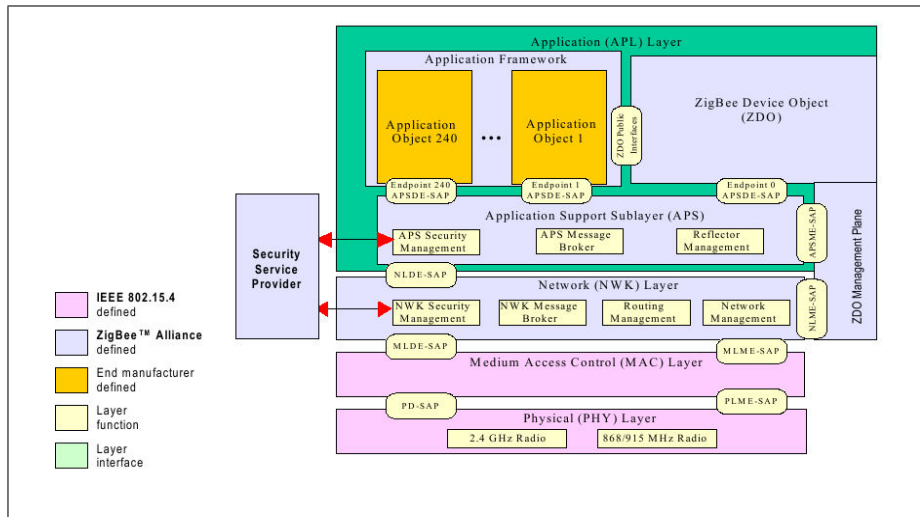 Application (APL) Layer
Application Framework
Application
Object 240
...
Application
Object 1
ZDO Public
Interfaces
ZigBee Device Object
(ZDO)
Endpoint 240
APSDE-SAP
Endpoint 1
APSDE-SAP
Endpoint 0
APSDE-SAP
Application Support Sublayer (APS)
APS Security
Management
APS Message
Broker
Reflector
Management
APSME-SAP
ZDO Management Plane
Security
Service
Provider
NLDE-SAP
Network (NWK) Layer
NWK Security
Management
NWK Message
Broker
Routing
Management
Network
Management
NLME-SAP
MLDE-SAP
MLME-SAP
Medium Access Control (MAC) Layer
PD-SAP
PLME-SAP
Physical (PHY) Layer
2.4 GHz Radio
868/915 MHz Radio
IEEE 802.15.4
defined
ZigBee™ Alliance
defined
End manufacturer
defined
Layer
function
Layer
interface